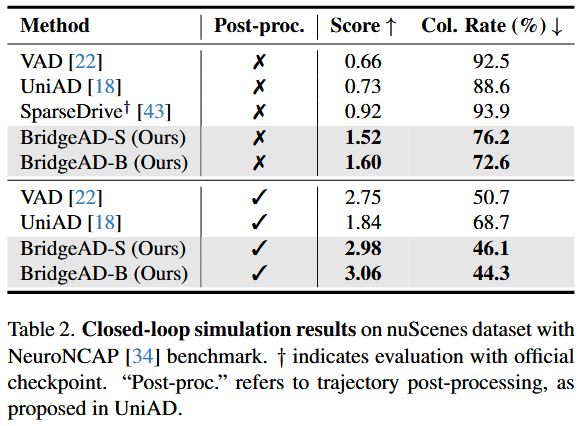 Method Post-proc. Score ↑ Col. Rate (%) ↓
VAD [22] ✗ 0.66 92.5
UniAD [18] ✗ 0.73 88.6
SparseDrive† [43] ✗ 0.92 93.9
BridgeAD-S (Ours) ✗ 1.52 76.2
BridgeAD-B (Ours) ✗ 1.60 72.6
VAD [22] ✓ 2.75 50.7
UniAD [18] ✓ 1.84 68.7
BridgeAD-S (Ours) ✓ 2.98 46.1
BridgeAD-B (Ours) ✓ 3.06 44.3
Table 2. Closed-loop simulation results on nuScenes dataset with
NeuroNCAP [34] benchmark. † indicates evaluation with official
checkpoint. “Post-proc.” refers to trajectory post-processing, as
proposed in UniAD.